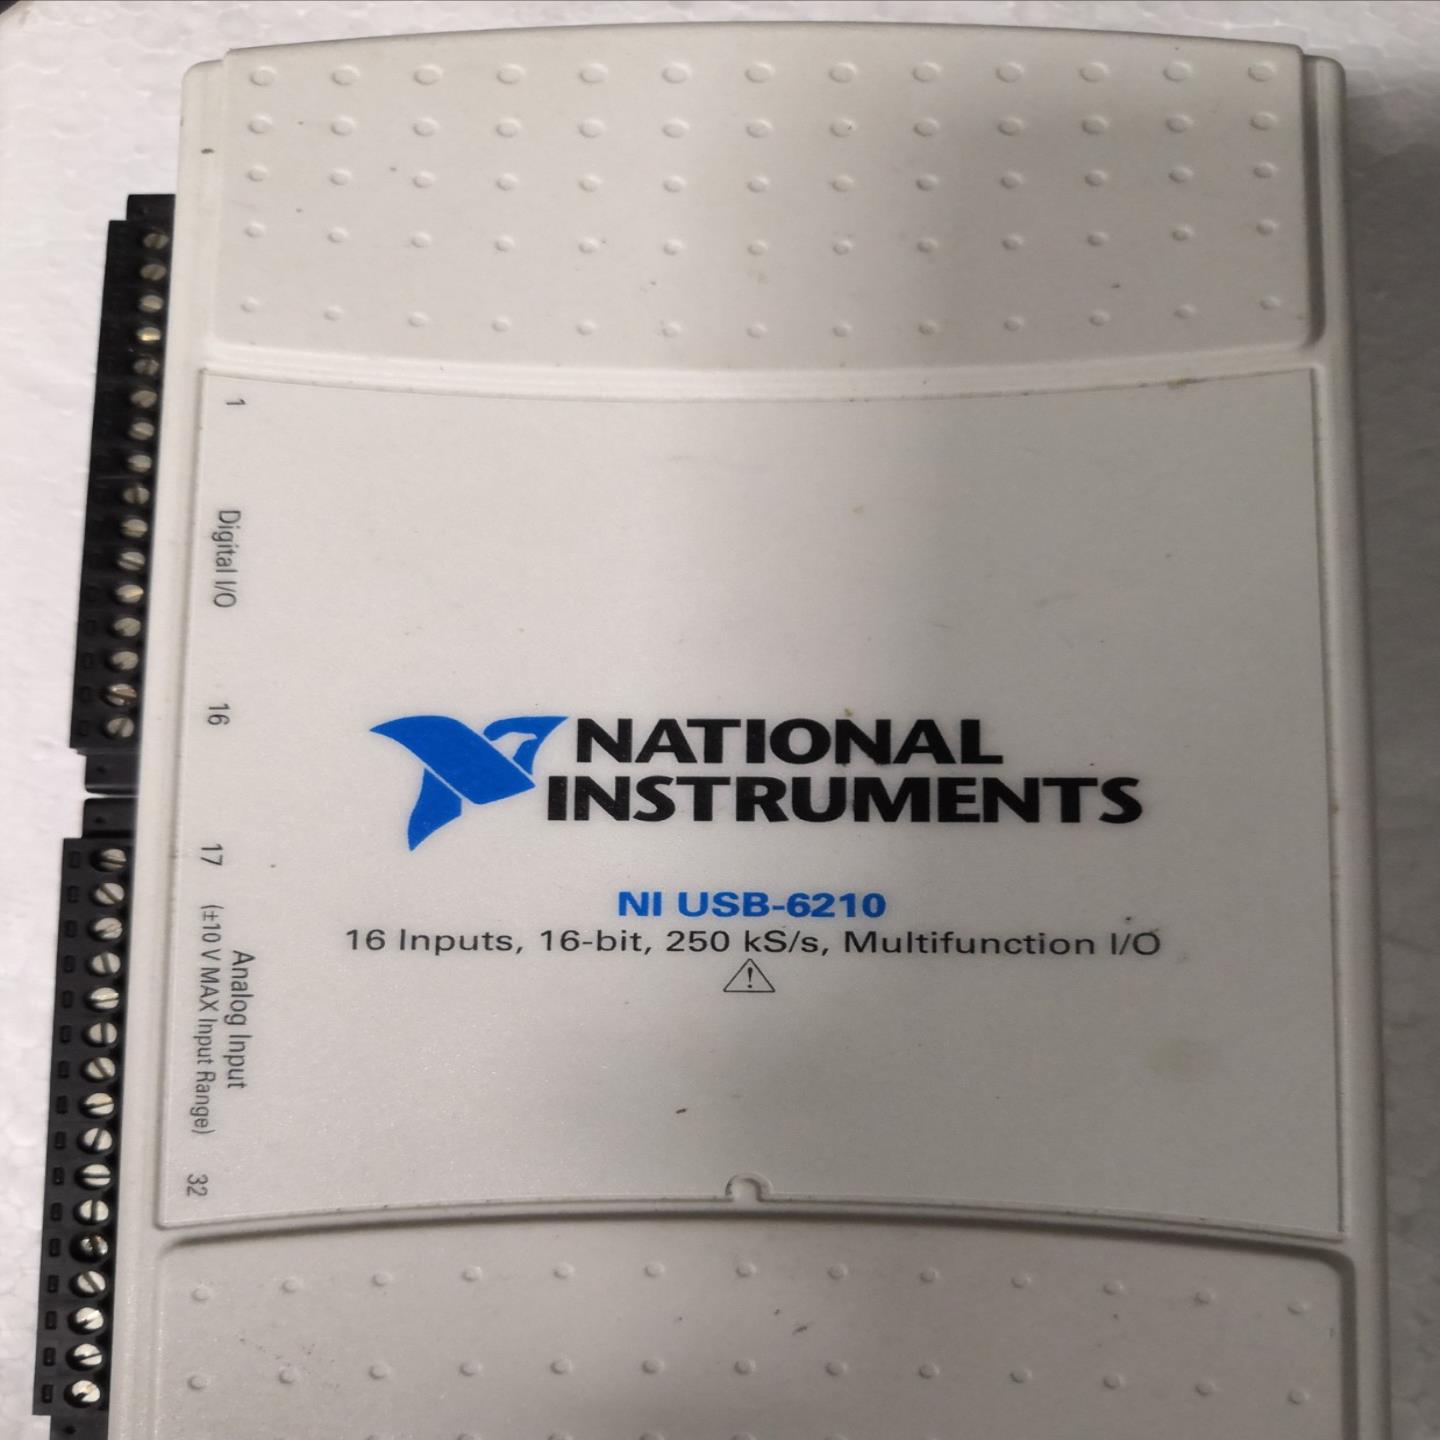 1
Digital I/O
16
17
Analog Input
(±10 V MAX Input Range)
32
NATIONAL
INSTRUMENTS
NI USB-6210
16 Inputs, 16-bit, 250 kS/s, Multifunction I/O